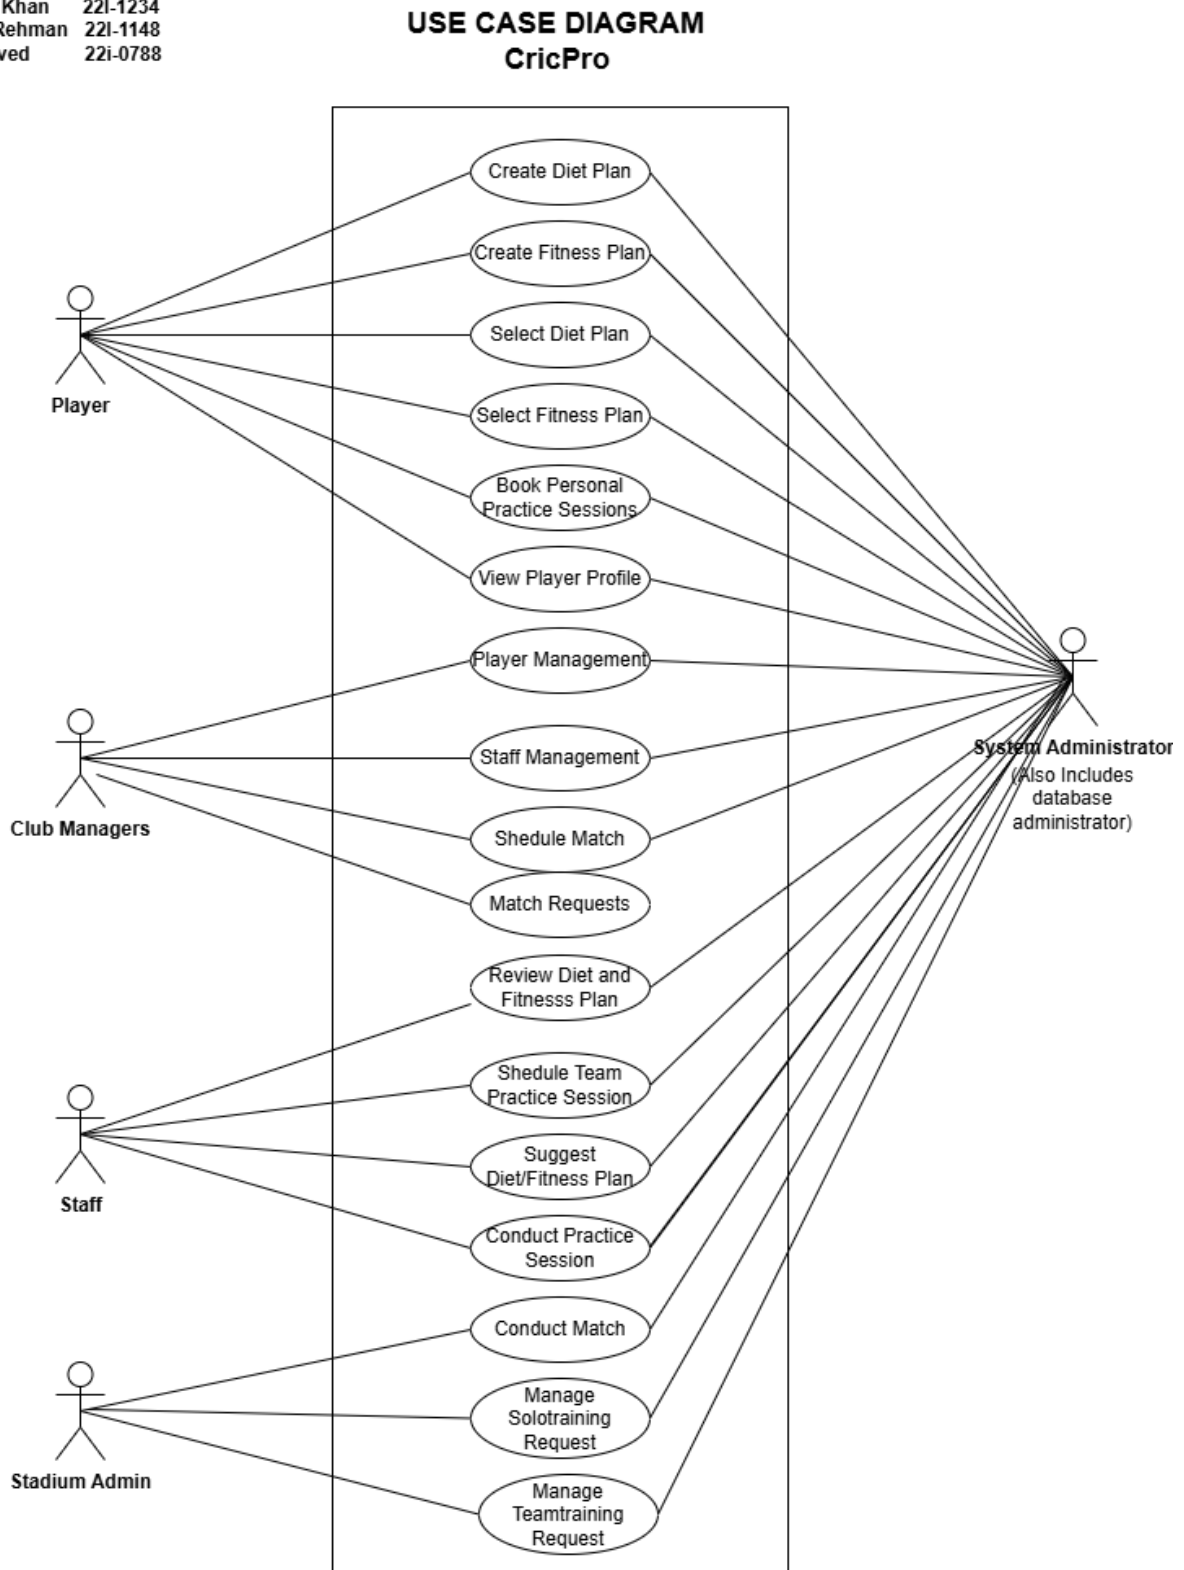 Khan 22I-1234
Rehman 22I-1148
ved 22i-0788
USE CASE DIAGRAM
CricPro
Create Diet Plan
Create Fitness Plan
Select Diet Plan
Select Fitness Plan
Book Personal
Practice Sessions
View Player Profile
Player
Player Management
Staff Management
Shedule Match
Match Requests
Club Managers
System Administrator
(Also Includes
database
administrator)
Review Diet and
Fitnesss Plan
Shedule Team
Practice Session
Suggest
Diet/Fitness Plan
Conduct Practice
Session
Staff
Conduct Match
Manage
Solotraining
Request
Manage
Teamtraining
Request
Stadium Admin